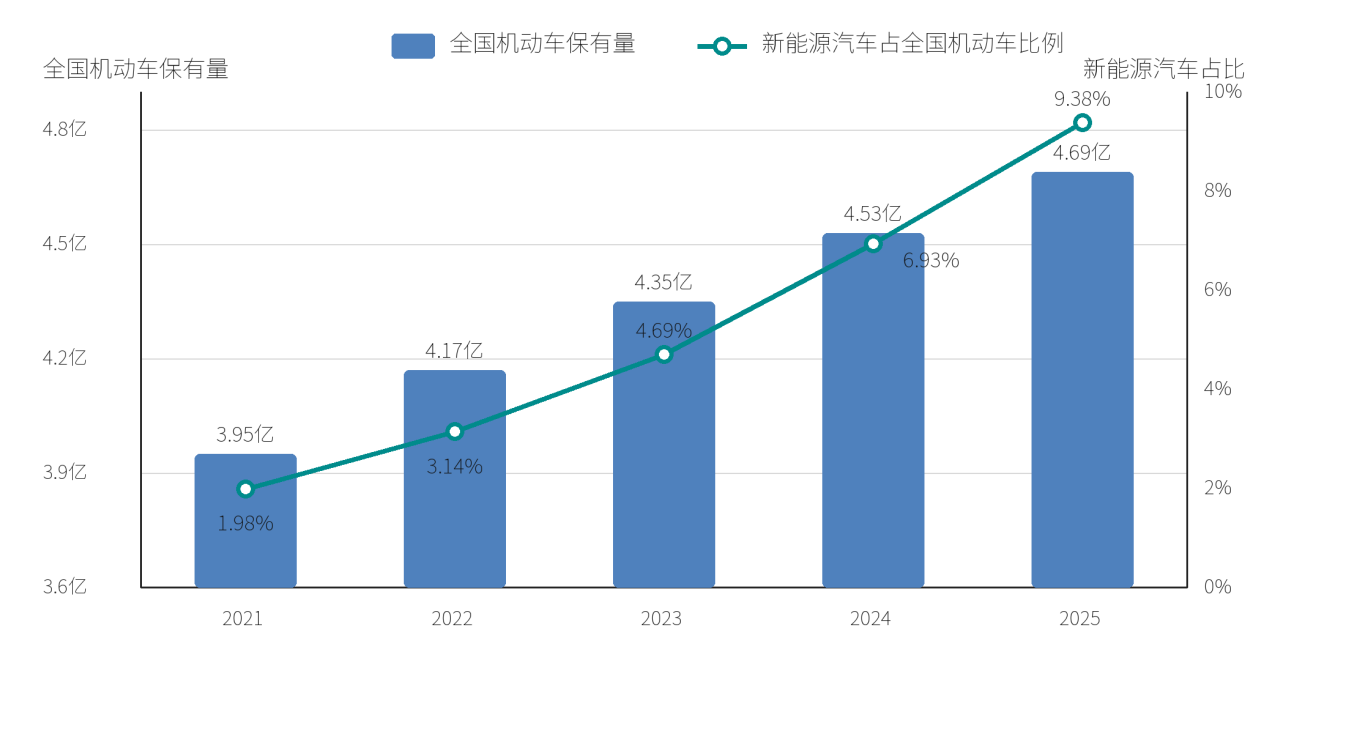 全国机动车保有量 新能源汽车占全国机动车比例
全国机动车保有量 新能源汽车占比
10%
9.38%
4.8亿
4.69亿
8%
4.53亿
4.5亿
6.93%
4.35亿
6%
4.69%
4.17亿
4.2亿
4%
3.95亿
3.14%
3.9亿
2%
1.98%
3.6亿 0%
2021 2022 2023 2024 2025